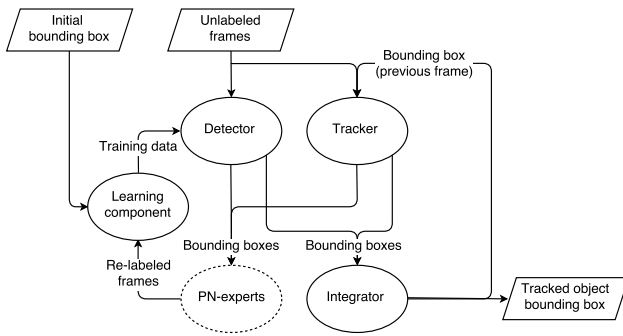 Initial
bounding box
Unlabeled
frames
Bounding box
(previous frame)
Detector
Tracker
Training data
Learning
component
Bounding boxes
Bounding boxes
Re-labeled
frames
PN-experts
Integrator
Tracked object
bounding box